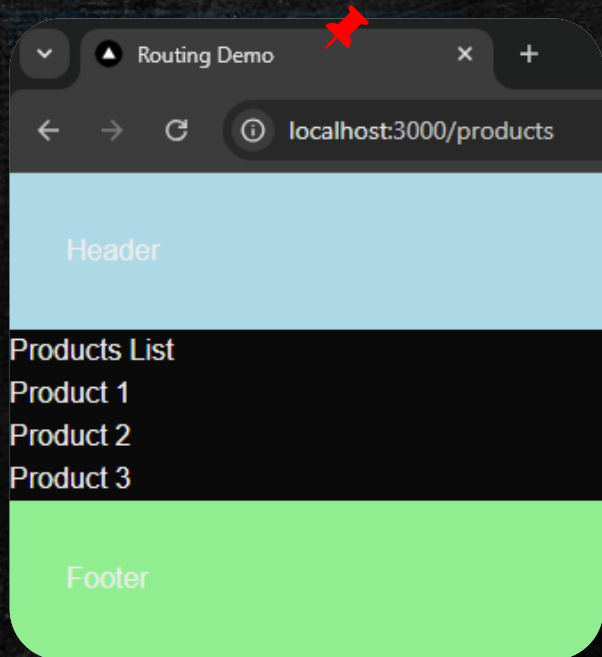 Routing Demo
localhost:3000/products
Header
Products List
Product 1
Product 2
Product 3
Footer